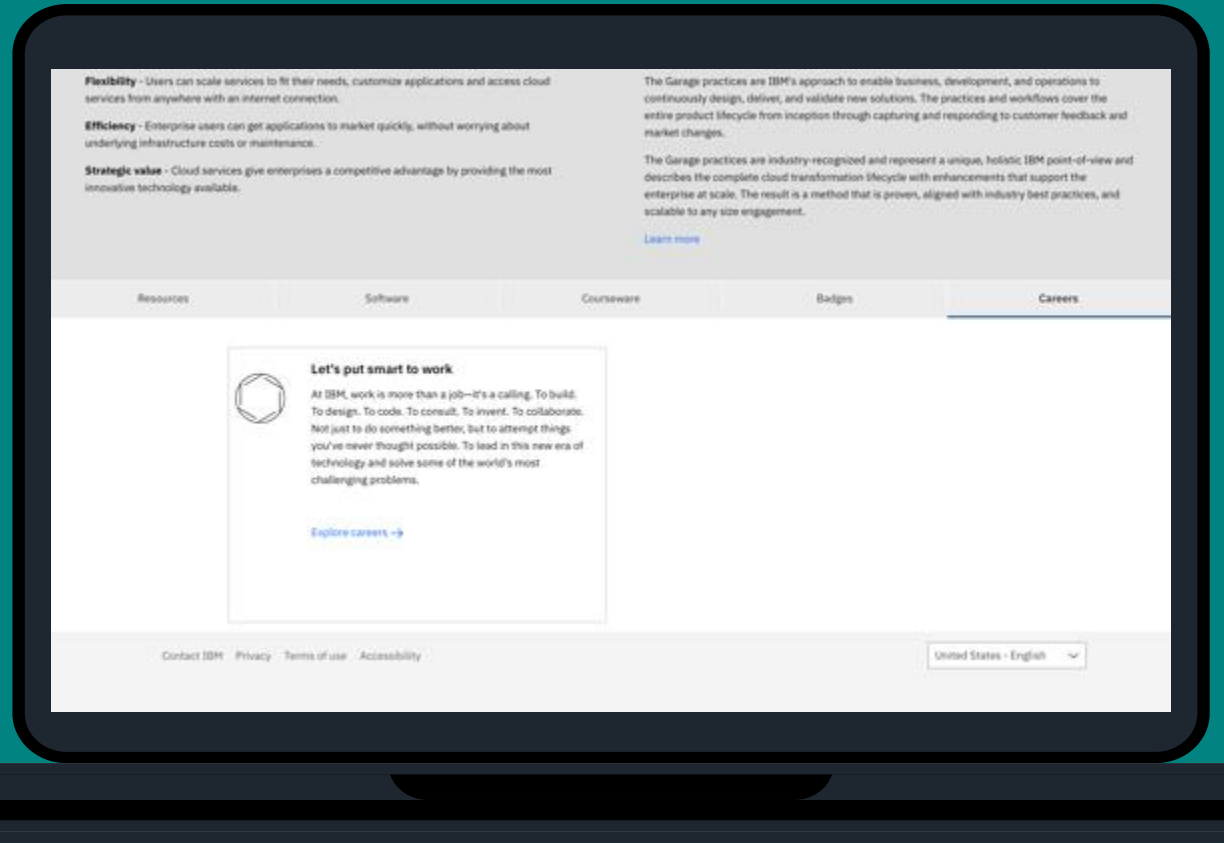 Flexibility - Users can scale services to fit their needs, customize applications and access cloud
services from anywhere with an internet connection.
Efficiency - Enterprise users can get applications to market quickly, without worrying about
underlying infrastructure costs or maintenance.
Strategic value - Cloud services give enterprises a competitive advantage by providing the most
innovative technology available.
The Garage practices are IBM's approach to enable business, development, and operations to
continuously design, deliver, and validate new solutions. The practices and workflows cover the
entire product lifecycle from inception through capturing and responding to customer feedback and
market changes.
The Garage practices are industry-recognized and represent a unique, holistic IBM point-of-view and
describes the complete cloud transformation lifecycle with enhancements that support the
enterprise at scale. The result is a method that is proven, aligned with industry best practices, and
scalable to any size engagement.
Learn more
Resources
Software
Courseware
Badges
Careers
Let's put smart to work
At IBM, work is more than a job—it's a calling. To build.
To design. To code. To consult. To invent. To collaborate.
Not just to do something better, but to attempt things
you've never thought possible. To lead in this new era of
technology and solve some of the world's most
challenging problems.
Explore careers →
Contact IBM Privacy Terms of use Accessibility
United States - English